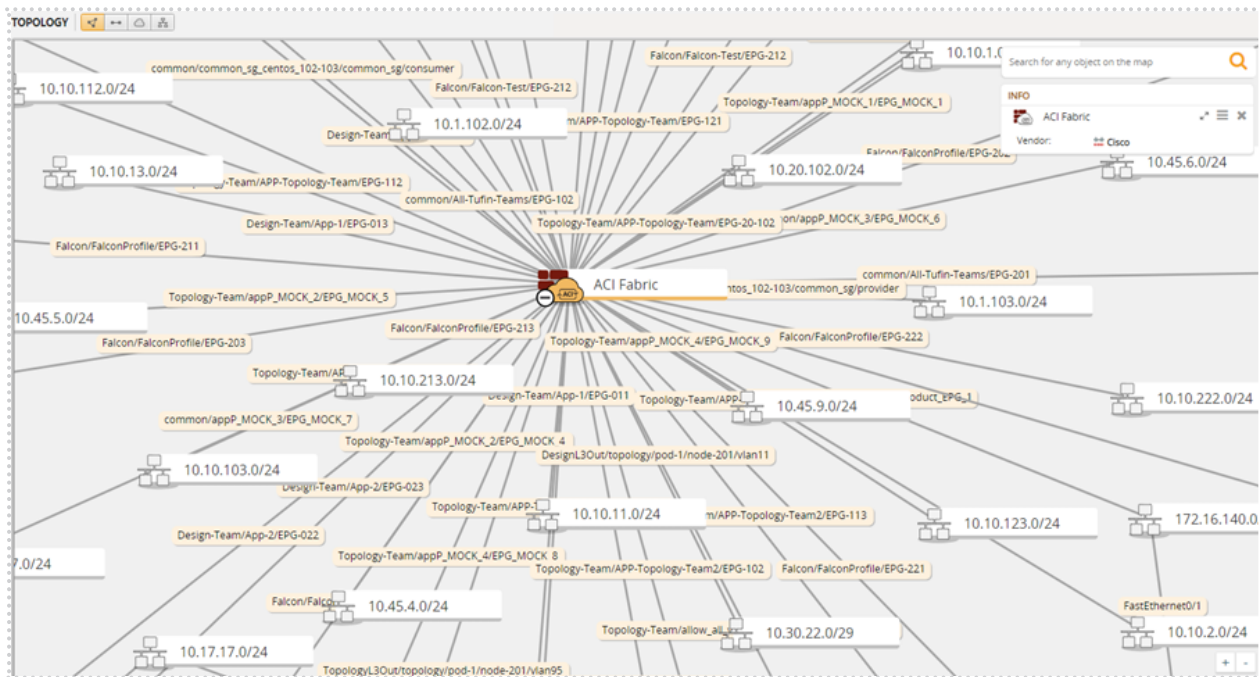 TOPOLOGY
Falcon/Falcon-Test/EPG-212
10.10.1.0
Search for any object on the map
common/common_sg_centos_102-103/common_sg/consumer
10.10.112.0/24
Falcon/Falcon-Test/EPG-212
INFO
Topology-Team/appP_MOCK_1/EPG_MOCK_1
ACI Fabric
10.1.102.0/24
/APP-Topology-Team/EPG-121
Design-Team
Vendor: Cisco
Falcon/FalconProfile/EPG-202
10.45.6.0/24
10.10.13.0/24
10.20.102.0/24
-Team/APP-Topology-Team/EPG-112
common/All-Tufin-Teams/EPG-102
Design-Team/App-1/EPG-013
Topology-Team/APP-Topology-Team/EPG-20-102
/appP_MOCK_3/EPG_MOCK_6
Falcon/FalconProfile/EPG-211
common/All-Tufin-Teams/EPG-201
ACI Fabric
ACI
_102-103/common_sg/provider
Topology-Team/appP_MOCK_2/EPG_MOCK_5
10.1.103.0/24
10.45.5.0/24
Falcon/FalconProfile/EPG-213
Falcon/FalconProfile/EPG-203
Topology-Team/appP_MOCK_4/EPG_MOCK_9
Falcon/FalconProfile/EPG-222
Topology-Team/
10.10.213.0/24
Design-Team/App-1/EPG-011
Topology-Team/APP
10.45.9.0/24
_EPG_1
10.10.222.0/24
common/appP_MOCK_3/EPG_MOCK_7
Topology-Team/appP_MOCK_2/EPG_MOCK_4
DesignL3Out/topology/pod-1/node-201/vlan11
10.10.103.0/24
Design-Team/App-2/EPG-023
Topology-Team/APP-
10.10.11.0/24
/APP-Topology-Team2/EPG-113
10.10.123.0/24
172.16.140.0
Design-Team/App-2/EPG-022
Topology-Team/appP_MOCK_4/EPG_MOCK_8
7.0/24
Topology-Team/APP-Topology-Team2/EPG-102
Falcon/FalconProfile/EPG-221
Falcon/
10.45.4.0/24
FastEthernet0/1
Topology-Team/allow_all
10.30.22.0/29
10.10.2.0/24
10.17.17.0/24
TopologyL3Out/topology/pod-1/node-201/vlan95
+ -